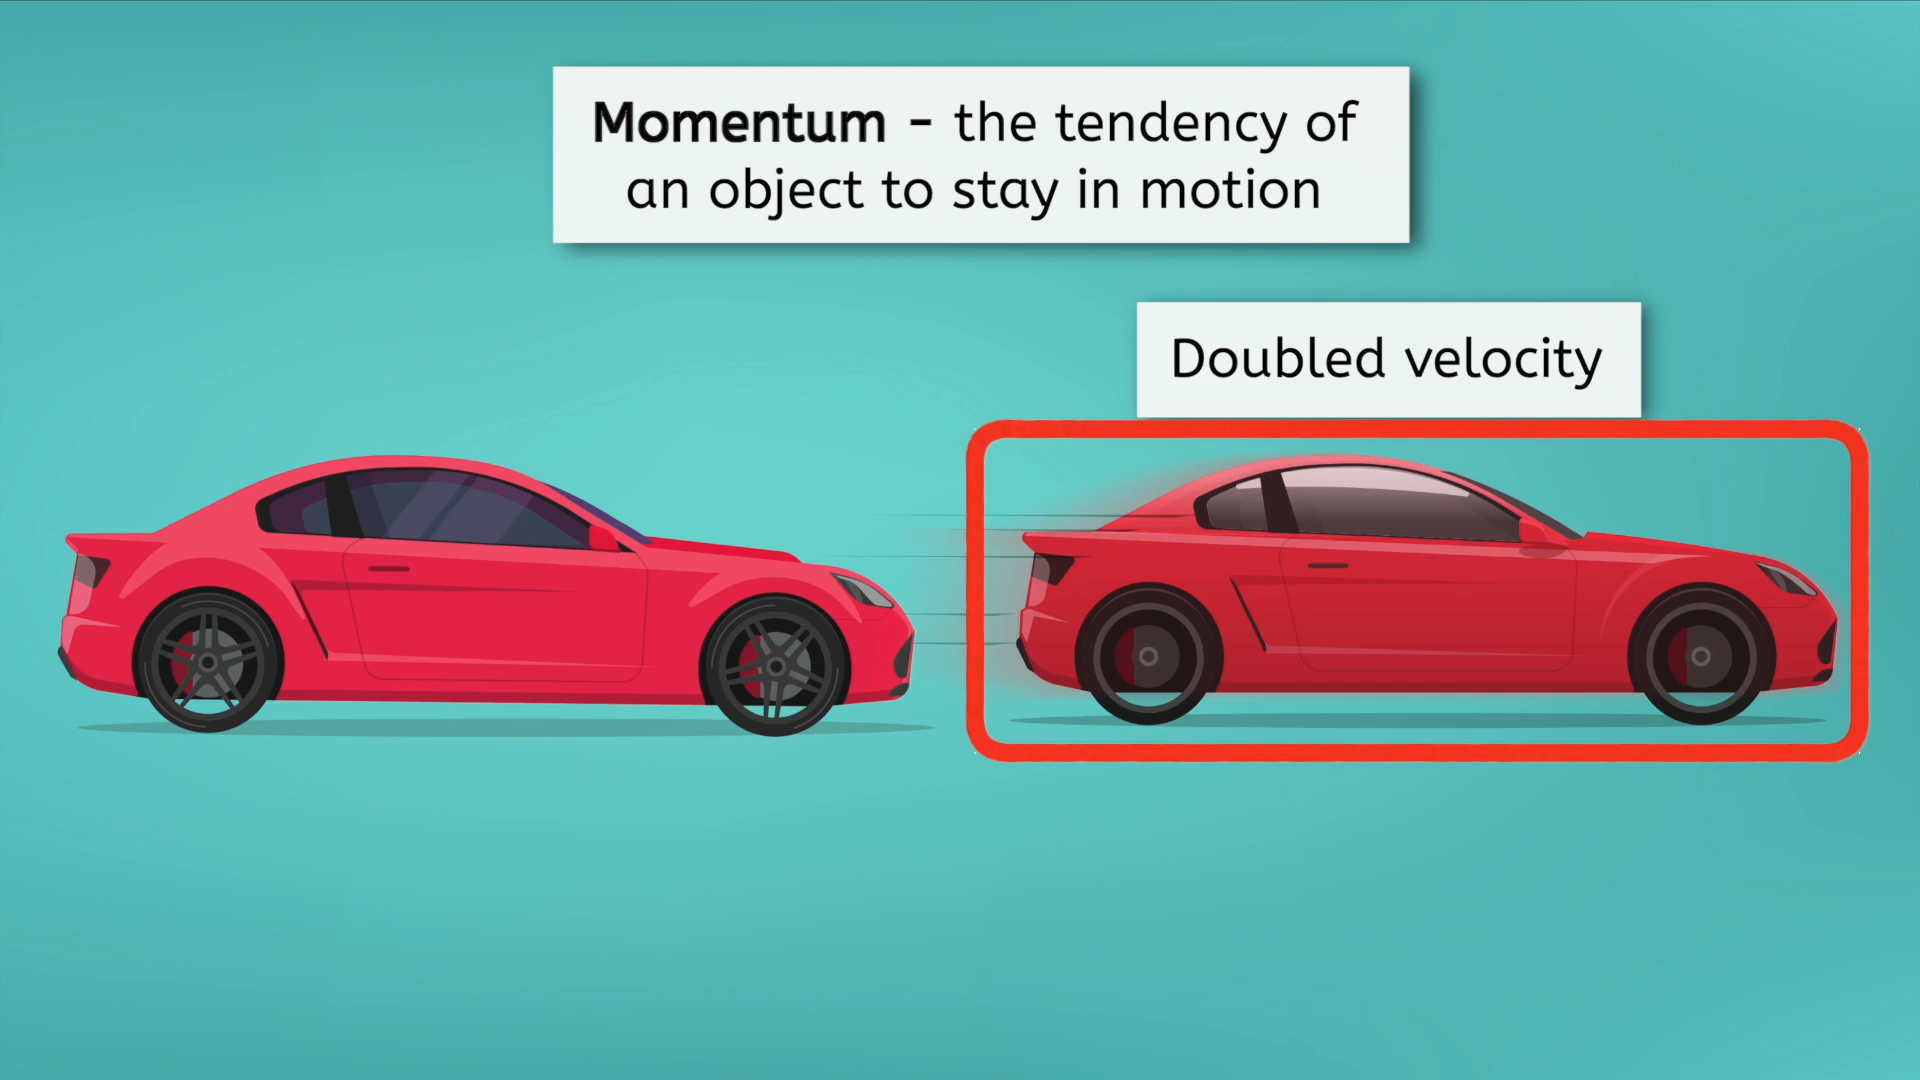 Momentum - the tendency of
an object to stay in motion
Doubled velocity